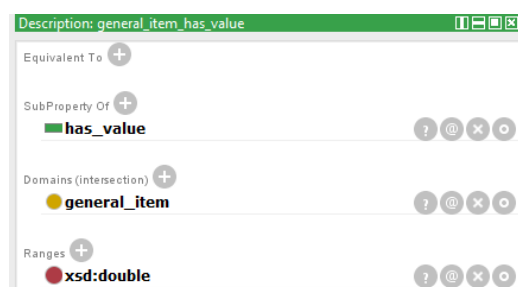 Description: general_item_has_value
Equivalent To
SubProperty Of
has_value
Domains (intersection)
general_item
Ranges
xsd:double